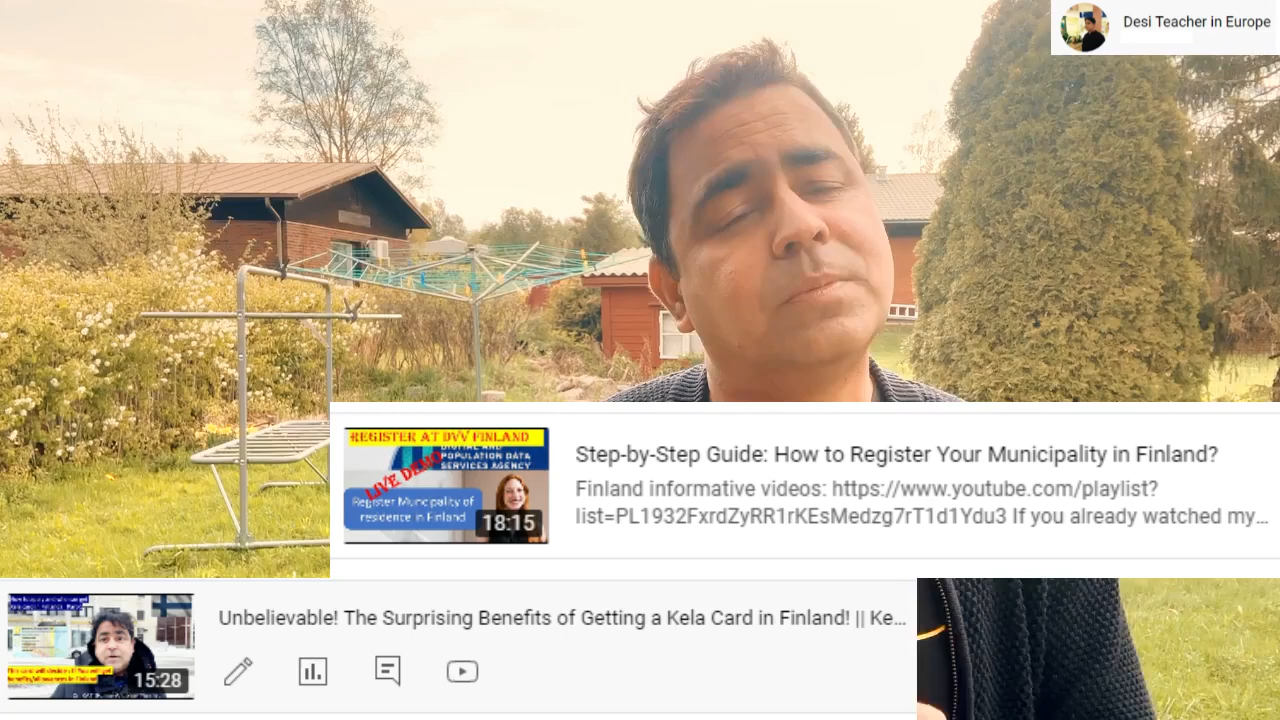 Desi Teacher in Europe
REGISTER AT DVV FINLAND
DIGITAL AND
POPULATION DATA
SERVICES AGENCY
LIVE DEMO
Register Municipality of
residence in Finland
18:15
Step-by-Step Guide: How to Register Your Municipality in Finland?
Finland informative videos: https://www.youtube.com/playlist?
list=PL1932FxrdZyRR1rKEsMedzg7rT1d1Ydu3 If you already watched my...
Unbelievable! The Surprising Benefits of Getting a Kela Card in Finland! || Ke...
15:28